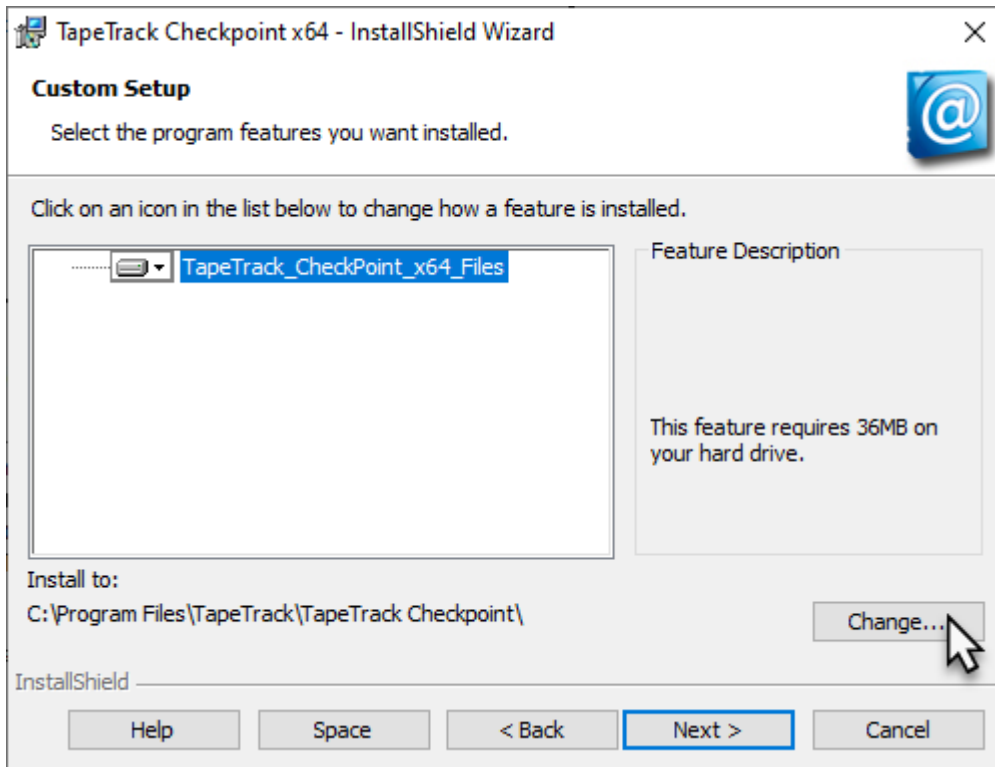 TapeTrack Checkpoint x64 - InstallShield Wizard
Custom Setup
Select the program features you want installed.
@
Click on an icon in the list below to change how a feature is installed.
TapeTrack_CheckPoint_x64_Files
Feature Description
This feature requires 36MB on
your hard drive.
Install to:
C:\Program Files\TapeTrack\TapeTrack Checkpoint\
Change...
InstallShield
Help
Space
< Back
Next >
Cancel